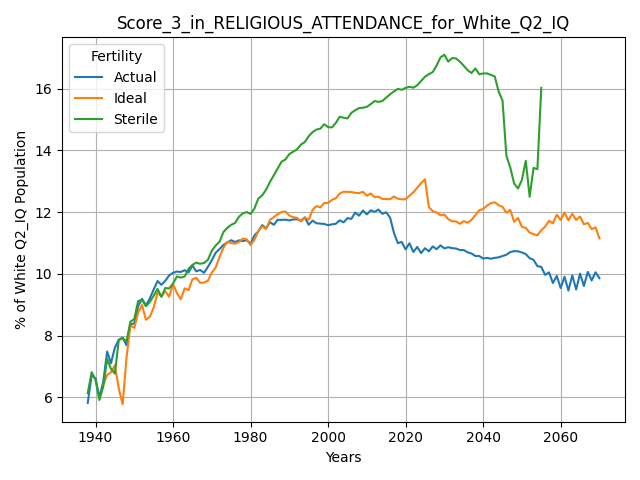 Score_3_in_RELIGIOUS_ATTENDANCE_for_White_Q2_IQ
Fertility
Actual
Ideal
Sterile
% of White Q2_IQ Population
16
14
12
10
8
6
1940
1960
1980
2000
2020
2040
2060
Years